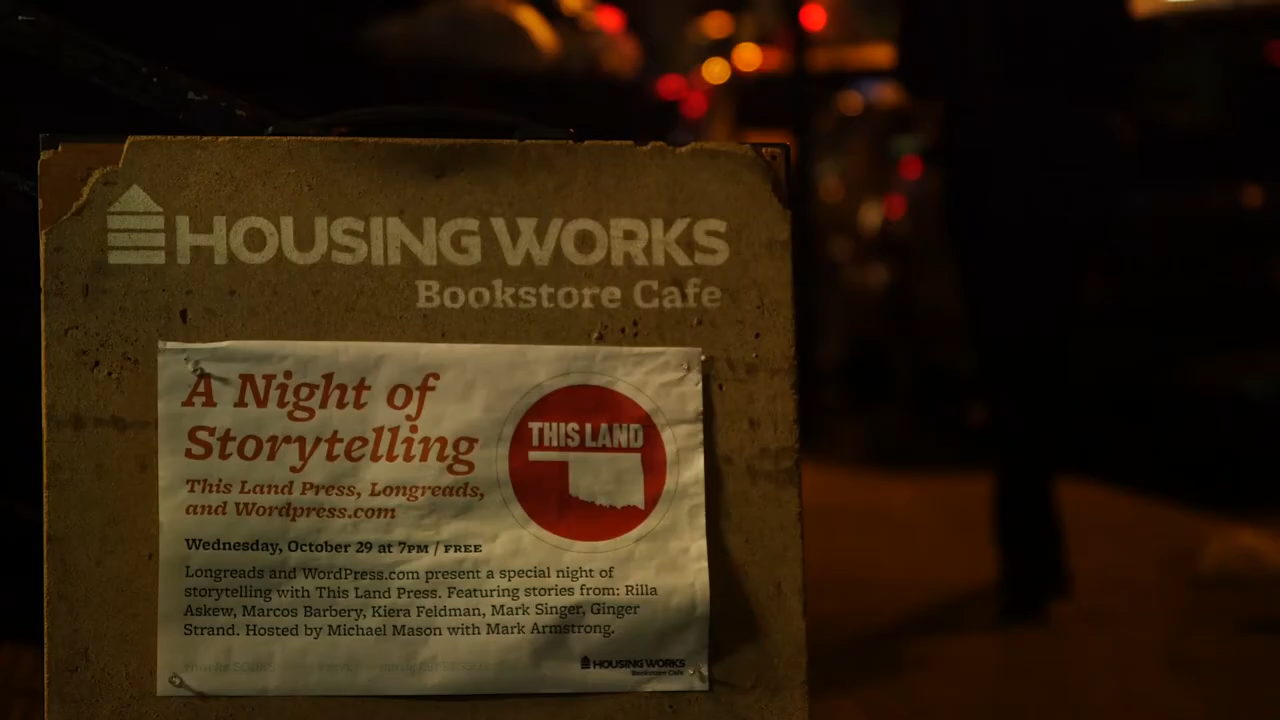 HOUSING WORKS
Bookstore Cafe
A Night of
Storytelling
This Land Press, Longreads,
and Wordpress.com
THIS LAND
Wednesday, October 29 at 7PM / FREE
Longreads and WordPress.com present a special night of
storytelling with This Land Press. Featuring stories from: Rilla
Askew, Marcos Barbery, Kiera Feldman, Mark Singer, Ginger
Strand. Hosted by Michael Mason with Mark Armstrong.
HOUSING WORKS
Bookstore Cafe